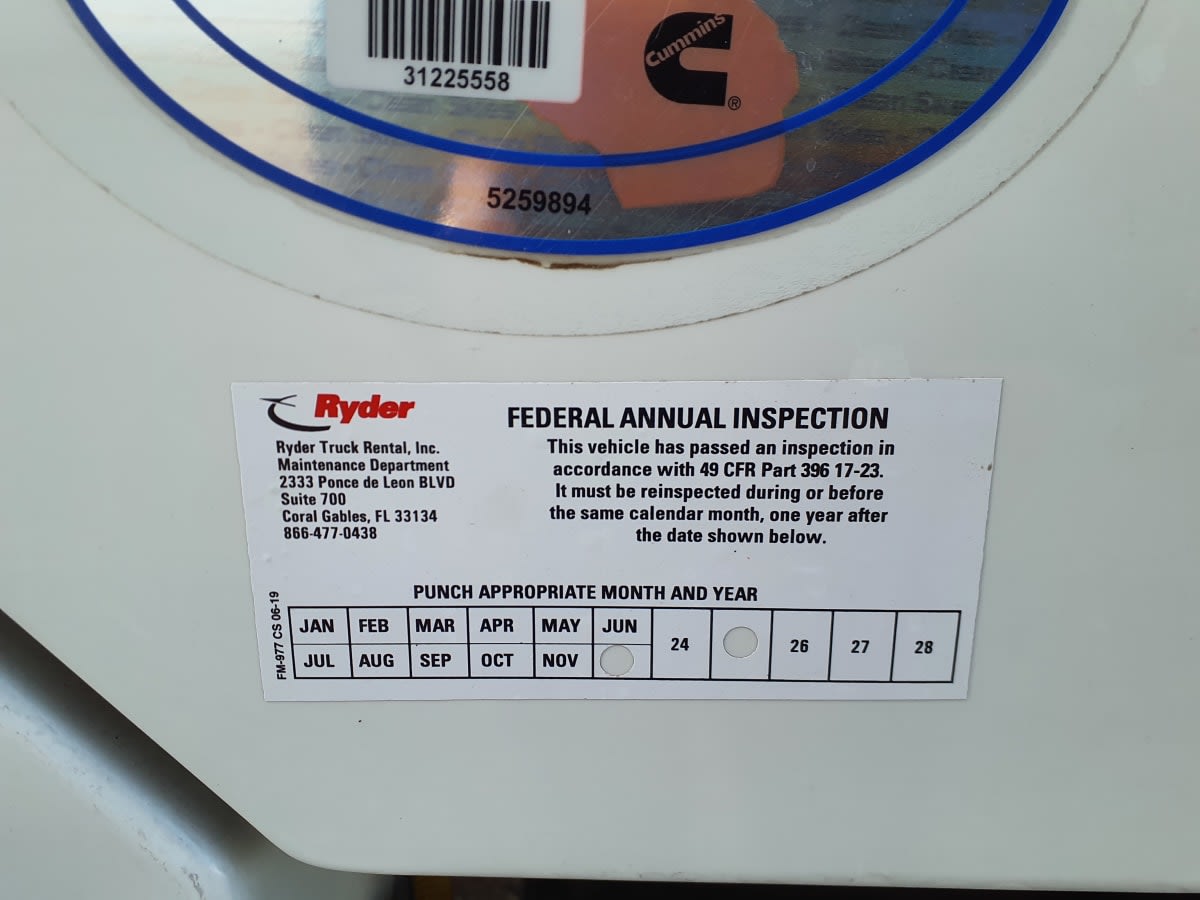 31225558
Cummins
®
5259894
Ryder
Ryder Truck Rental, Inc.
Maintenance Department
2333 Ponce de Leon BLVD
Suite 700
Coral Gables, FL 33134
866-477-0438
FEDERAL ANNUAL INSPECTION
This vehicle has passed an inspection in
accordance with 49 CFR Part 396 17-23.
It must be reinspected during or before
the same calendar month, one year after
the date shown below.
PUNCH APPROPRIATE MONTH AND YEAR
FM-977 CS 06-19
JAN FEB MAR APR MAY JUN
JUL AUG SEP OCT NOV
24 26 27 28